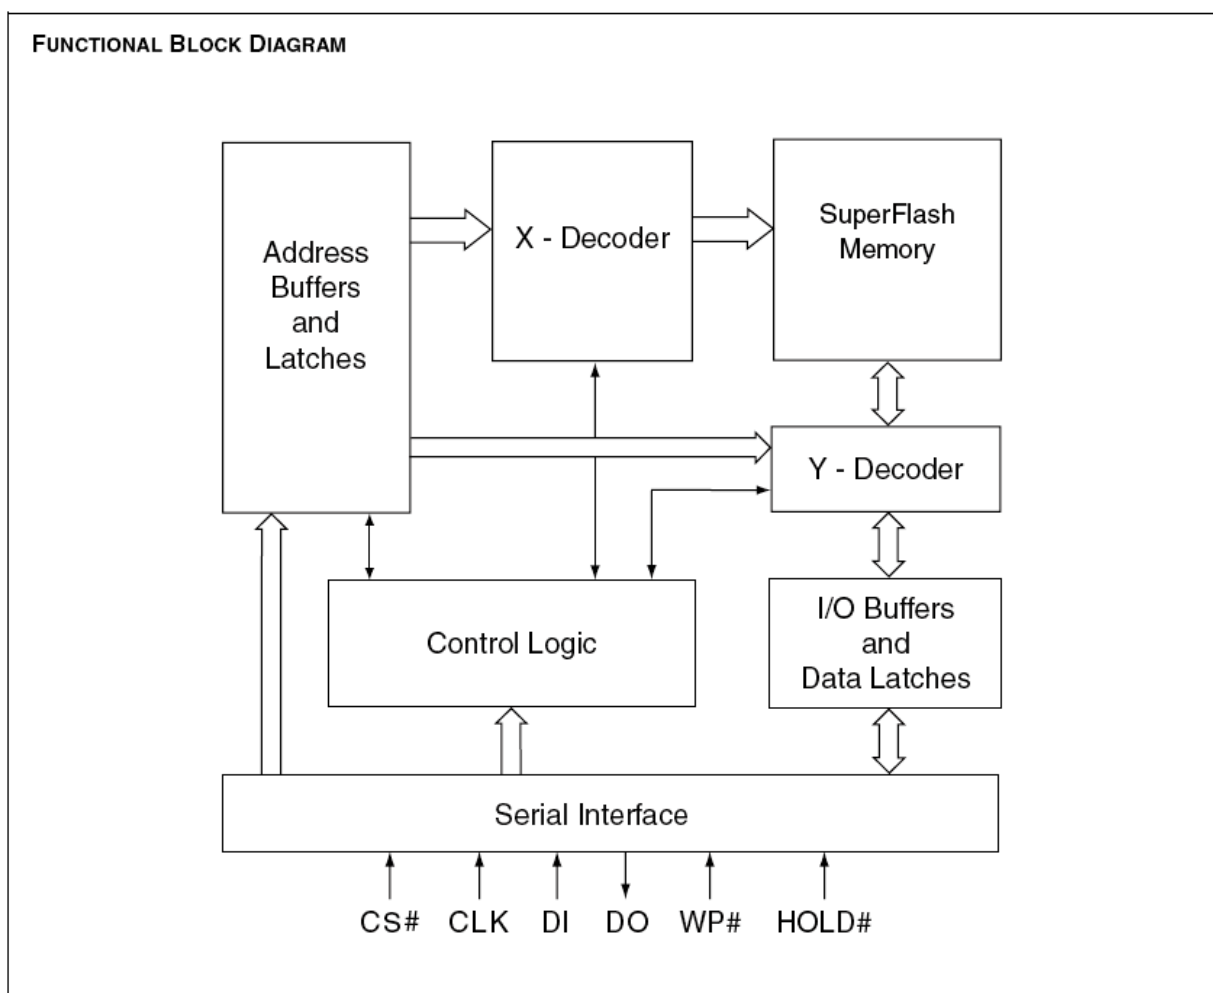 FUNCTIONAL BLOCK DIAGRAM
Address
Buffers
and
Latches
X - Decoder
SuperFlash
Memory
Y - Decoder
Control Logic
I/O Buffers
and
Data Latches
Serial Interface
CS# CLK DI DO WP# HOLD#